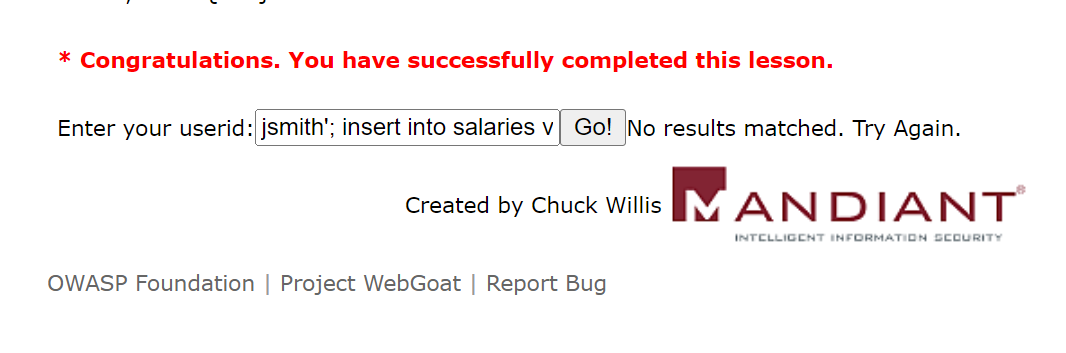 * Congratulations. You have successfully completed this lesson.
Enter your userid: jsmith'; insert into salaries v Go! No results matched. Try Again.
Created by Chuck Willis MANDIANT®
INTELLIGENT INFORMATION SECURITY
OWASP Foundation | Project WebGoat | Report Bug